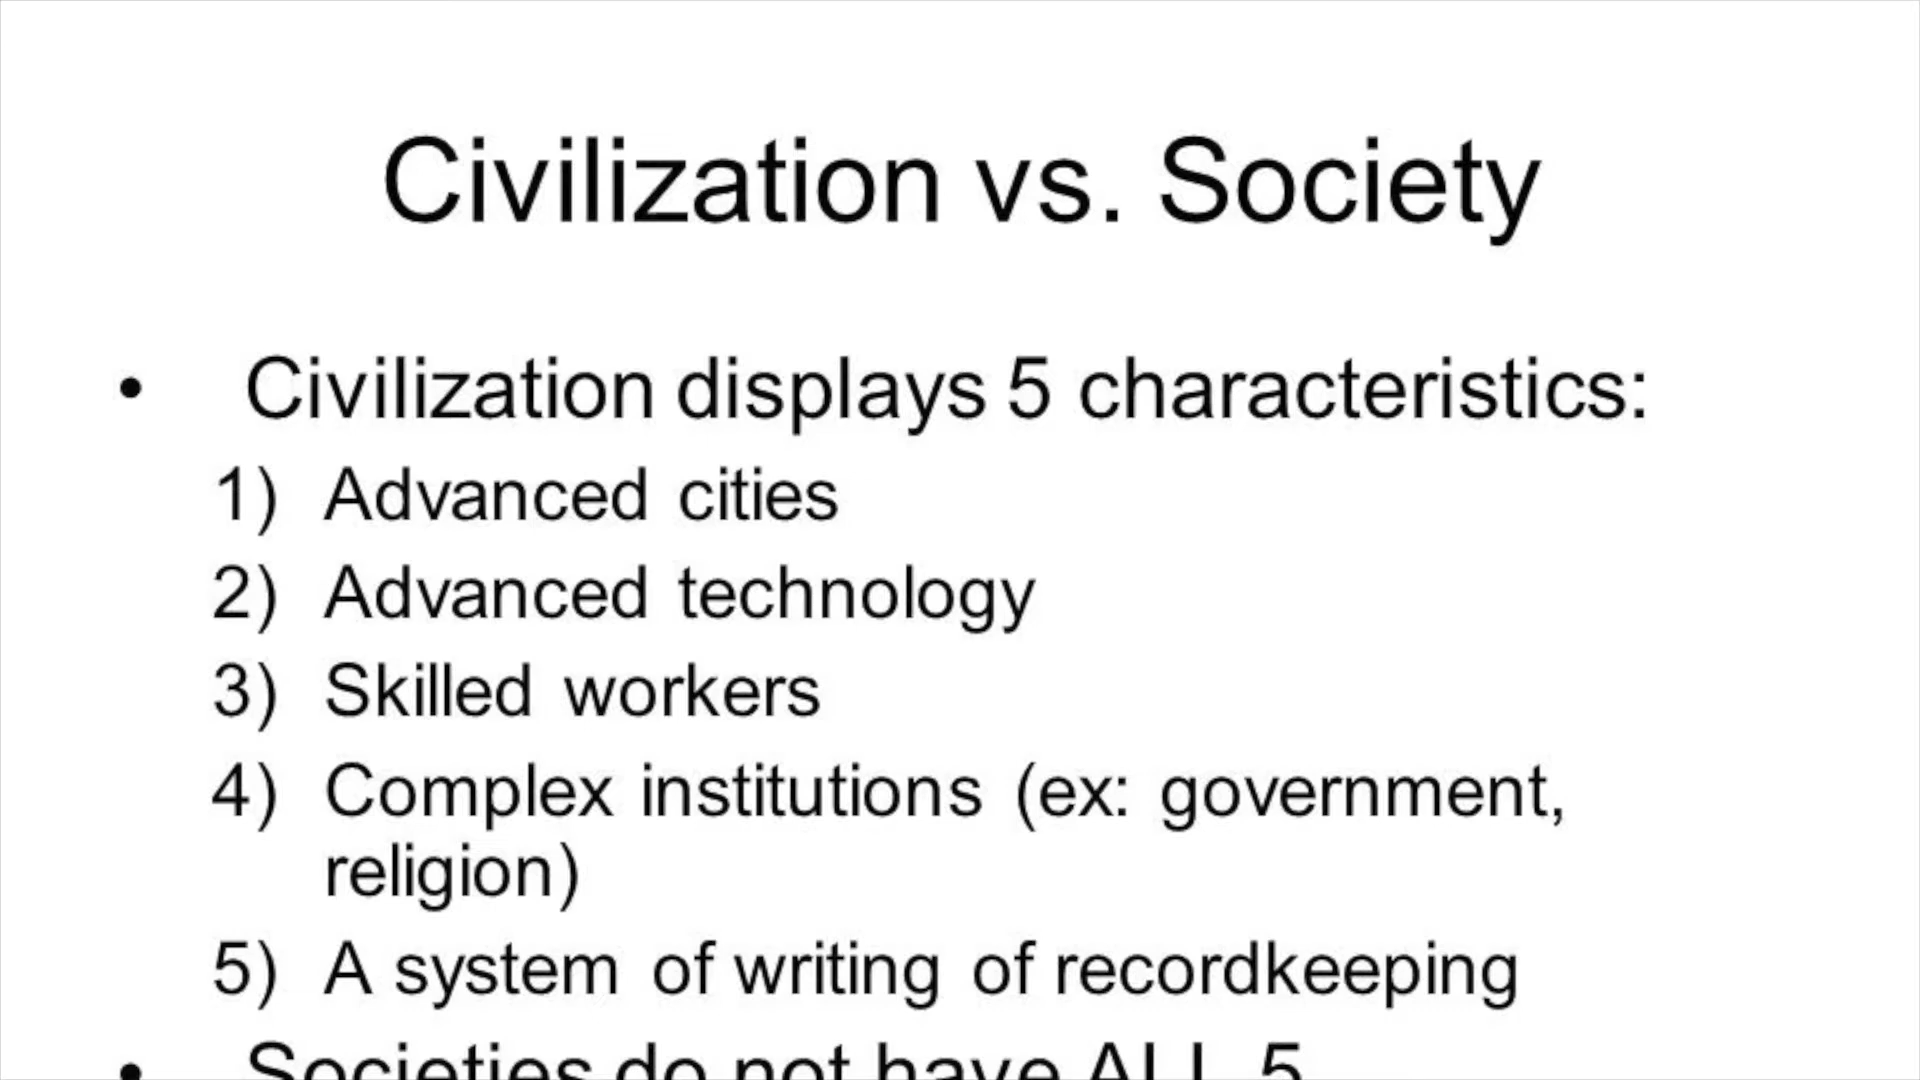 Civilization vs. Society
• Civilization displays 5 characteristics:
1) Advanced cities
2) Advanced technology
3) Skilled workers
4) Complex institutions (ex: government,
religion)
5) A system of writing of recordkeeping
• Societies do not have ALL 5